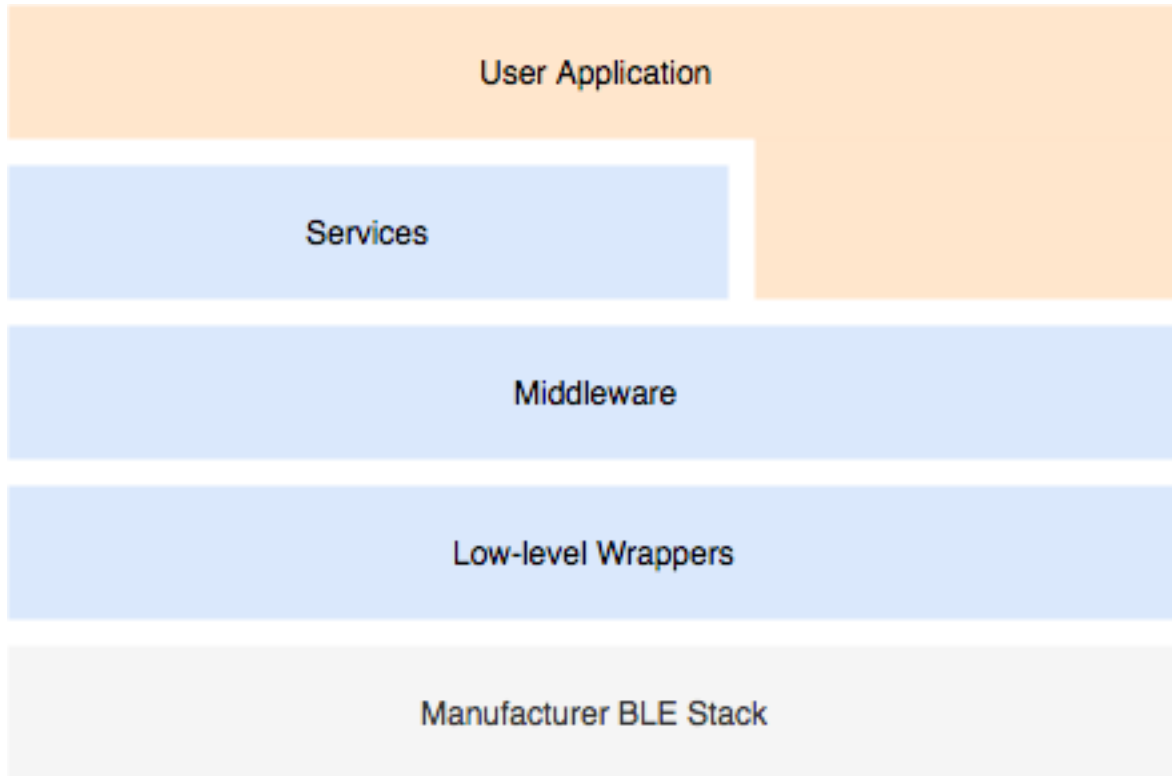 User Application
Services
Middleware
Low-level Wrappers
Manufacturer BLE Stack